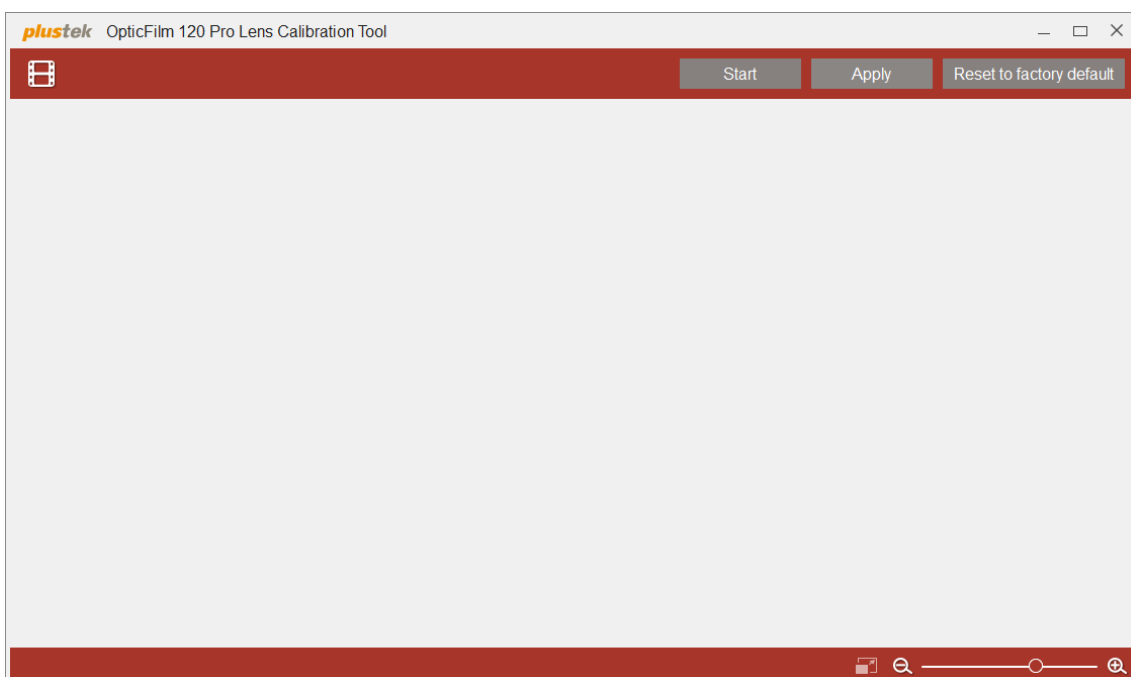 plustek OpticFilm 120 Pro Lens Calibration Tool
Start Apply Reset to factory default